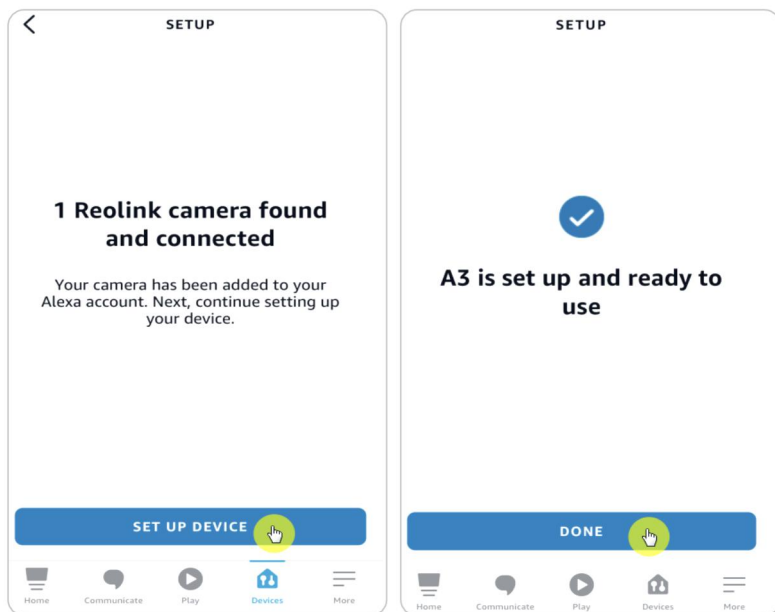 SETUP
1 Reolink camera found
and connected
Your camera has been added to your
Alexa account. Next, continue setting up
your device.
SET UP DEVICE
Home
Communicate
Play
Devices
More
SETUP
A3 is set up and ready to
use
DONE
Home
Communicate
Play
Devices
More